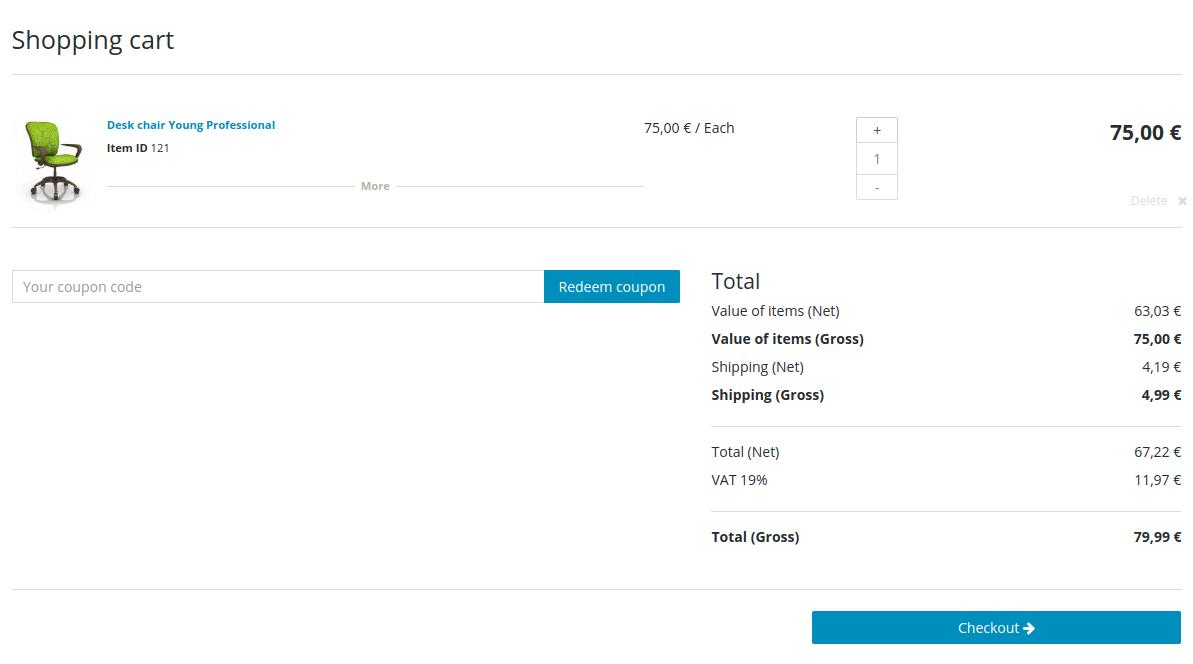 Shopping cart
Desk chair Young Professional
75,00 € / Each
+
75,00 €
Item ID 121
1
More
-
Delete ✖
Your coupon code
Redeem coupon
Total
Value of items (Net) 63,03 €
Value of items (Gross) 75,00 €
Shipping (Net) 4,19 €
Shipping (Gross) 4,99 €
Total (Net) 67,22 €
VAT 19% 11,97 €
Total (Gross) 79,99 €
Checkout →